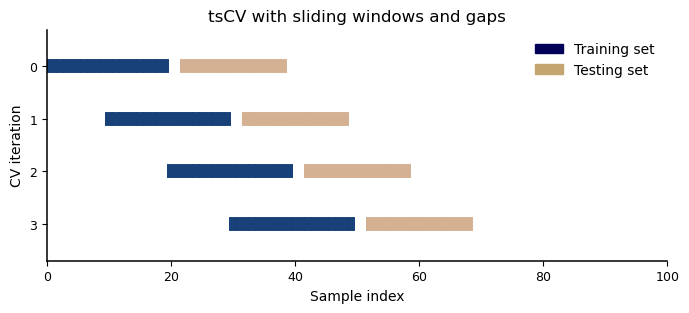 tsCV with sliding windows and gaps
Training set
Testing set
CV iteration
0
1
2
3
0 20 40 60 80 100
Sample index